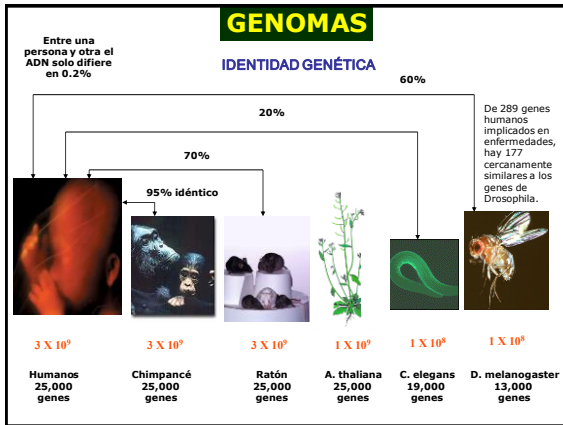 GENOMAS
Entre una
persona y otra el
ADN solo difiere
en 0.2%
IDENTIDAD GENÉTICA
60%
20%
70%
95% idéntico
De 289 genes
humanos
implicados en
enfermedades,
hay 177
cercanamente
similares a los
genes de
Drosophila.
3 X 10⁹
3 X 10⁹
3 X 10⁹
1 X 10⁹
1 X 10⁸
1 X 10⁸
Humanos
25,000
genes
Chimpancé
25,000
genes
Ratón
25,000
genes
A. thaliana
25,000
genes
C. elegans
19,000
genes
D. melanogaster
13,000
genes